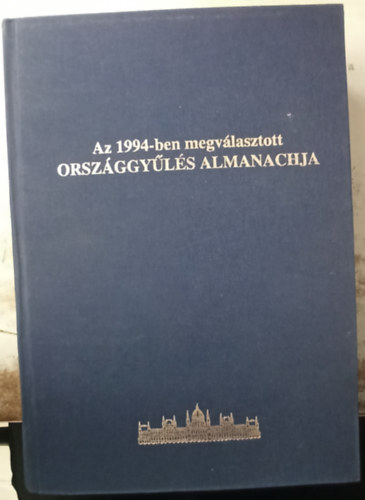 Az 1994-ben megválasztott
ORSZÁGGYŰLÉS ALMANACHJA